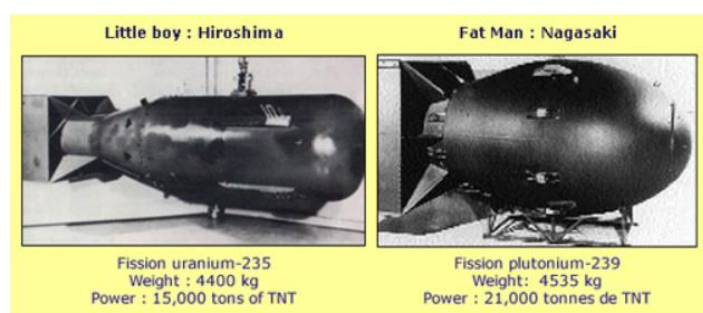 Little boy : Hiroshima
Fission uranium-235
Weight : 4400 kg
Power : 15,000 tons of TNT
Fat Man : Nagasaki
Fission plutonium-239
Weight: 4535 kg
Power : 21,000 tonnes de TNT